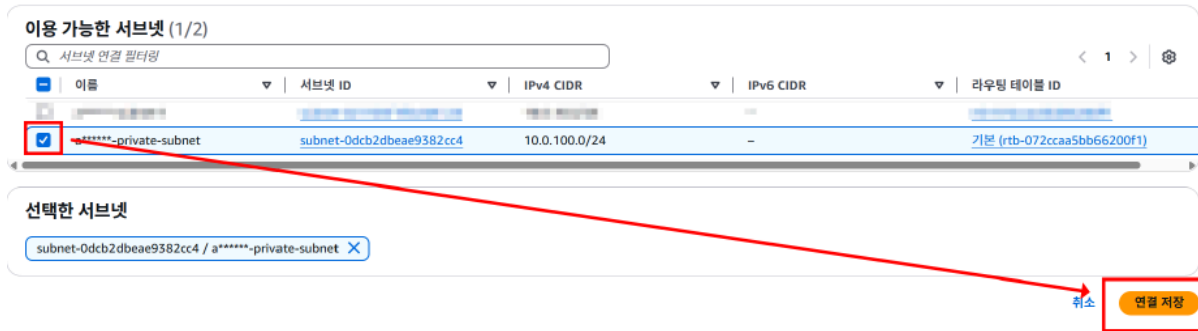 이용 가능한 서브넷 (1/2)
서브넷 연결 필터링
1
이름 서브넷 ID IPv4 CIDR IPv6 CIDR 라우팅 테이블 ID
a******-private-subnet subnet-0dcb2dbeae9382cc4 10.0.100.0/24 – 기본 (rtb-072ccaa5bb66200f1)
선택한 서브넷
subnet-0dcb2dbeae9382cc4 / a******-private-subnet
취소 연결 저장